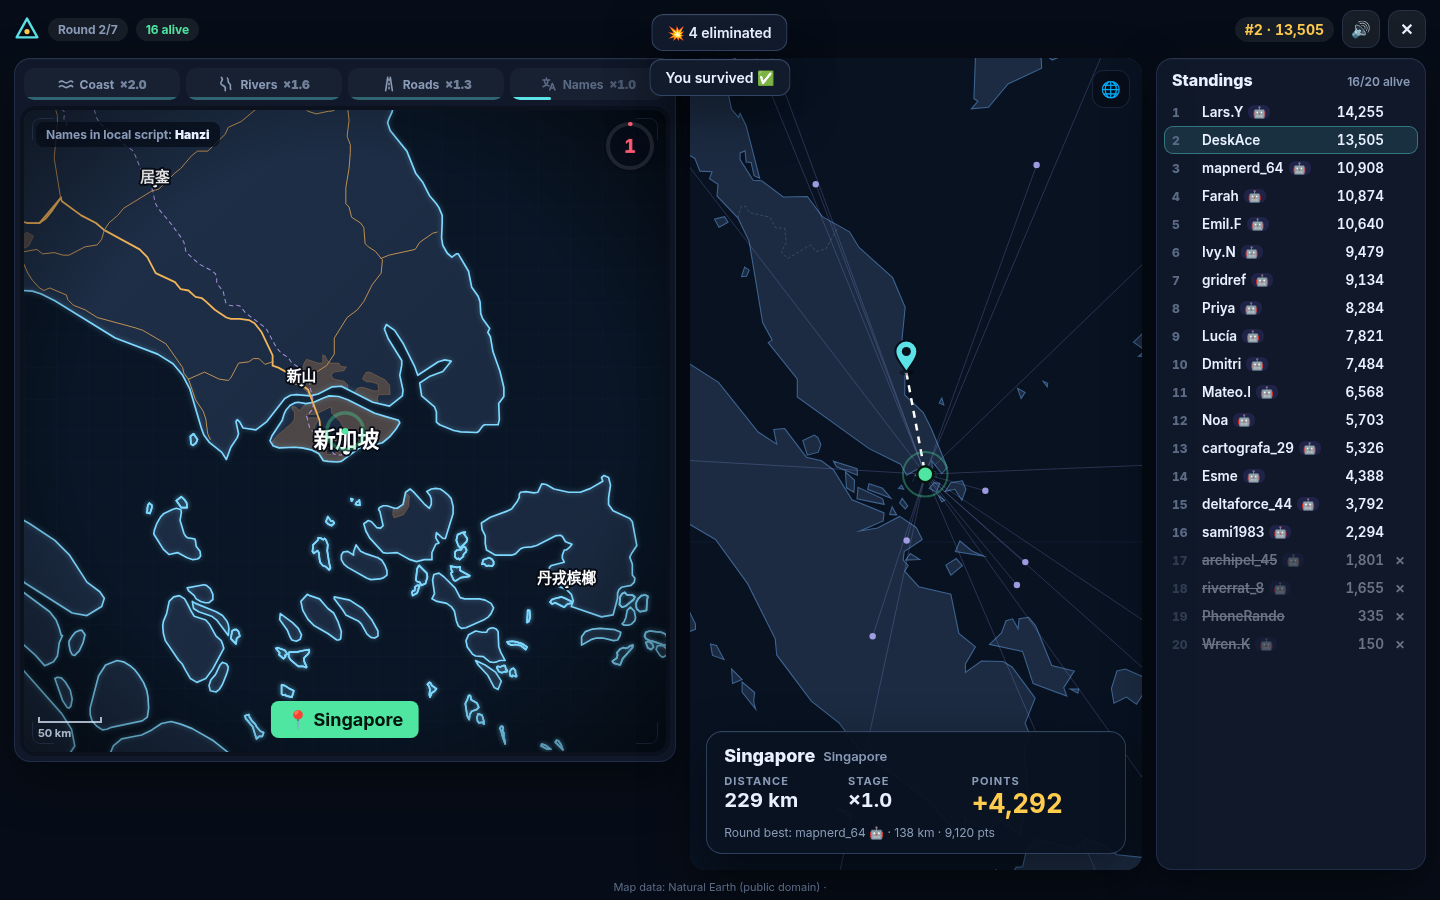 Round 2/7
16 alive
💥 4 eliminated
#2 · 13,505
You survived ✅
Coast ×2.0
Rivers ×1.6
Roads ×1.3
Names ×1.0
Names in local script: Hanzi
1
居銮
新山
新加坡
丹戎槟榔
50 km
📍 Singapore
Singapore Singapore
DISTANCE STAGE POINTS
229 km ×1.0 +4,292
Round best: mapnerd_64 🤖 · 138 km · 9,120 pts
Standings 16/20 alive
1 Lars.Y 🤖 14,255
2 DeskAce 13,505
3 mapnerd_64 🤖 10,908
4 Farah 🤖 10,874
5 Emil.F 🤖 10,640
6 Ivy.N 🤖 9,479
7 gridref 🤖 9,134
8 Priya 🤖 8,284
9 Lucía 🤖 7,821
10 Dmitri 🤖 7,484
11 Mateo.I 🤖 6,568
12 Noa 🤖 5,703
13 cartografa_29 🤖 5,326
14 Esme 🤖 4,388
15 deltaforce_44 🤖 3,792
16 sami1983 🤖 2,294
17 archipel_45 🤖 1,801 ×
18 riverrat_8 🤖 1,655 ×
19 PhoneRando 335 ×
20 Wren.K 🤖 150 ×
Map data: Natural Earth (public domain) ·